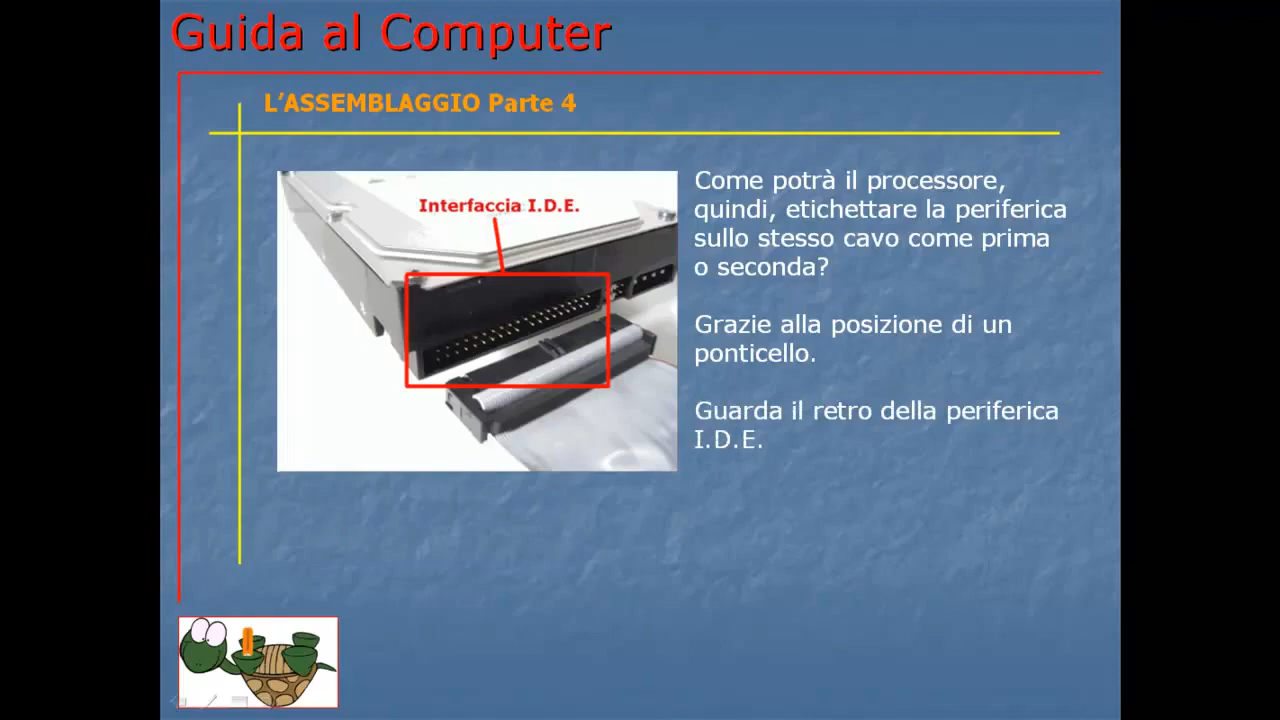 Guida al Computer
L'ASSEMBLAGGIO Parte 4
Interfaccia I.D.E.
Come potrà il processore,
quindi, etichettare la periferica
sullo stesso cavo come prima
o seconda?
Grazie alla posizione di un
ponticello.
Guarda il retro della periferica
I.D.E.